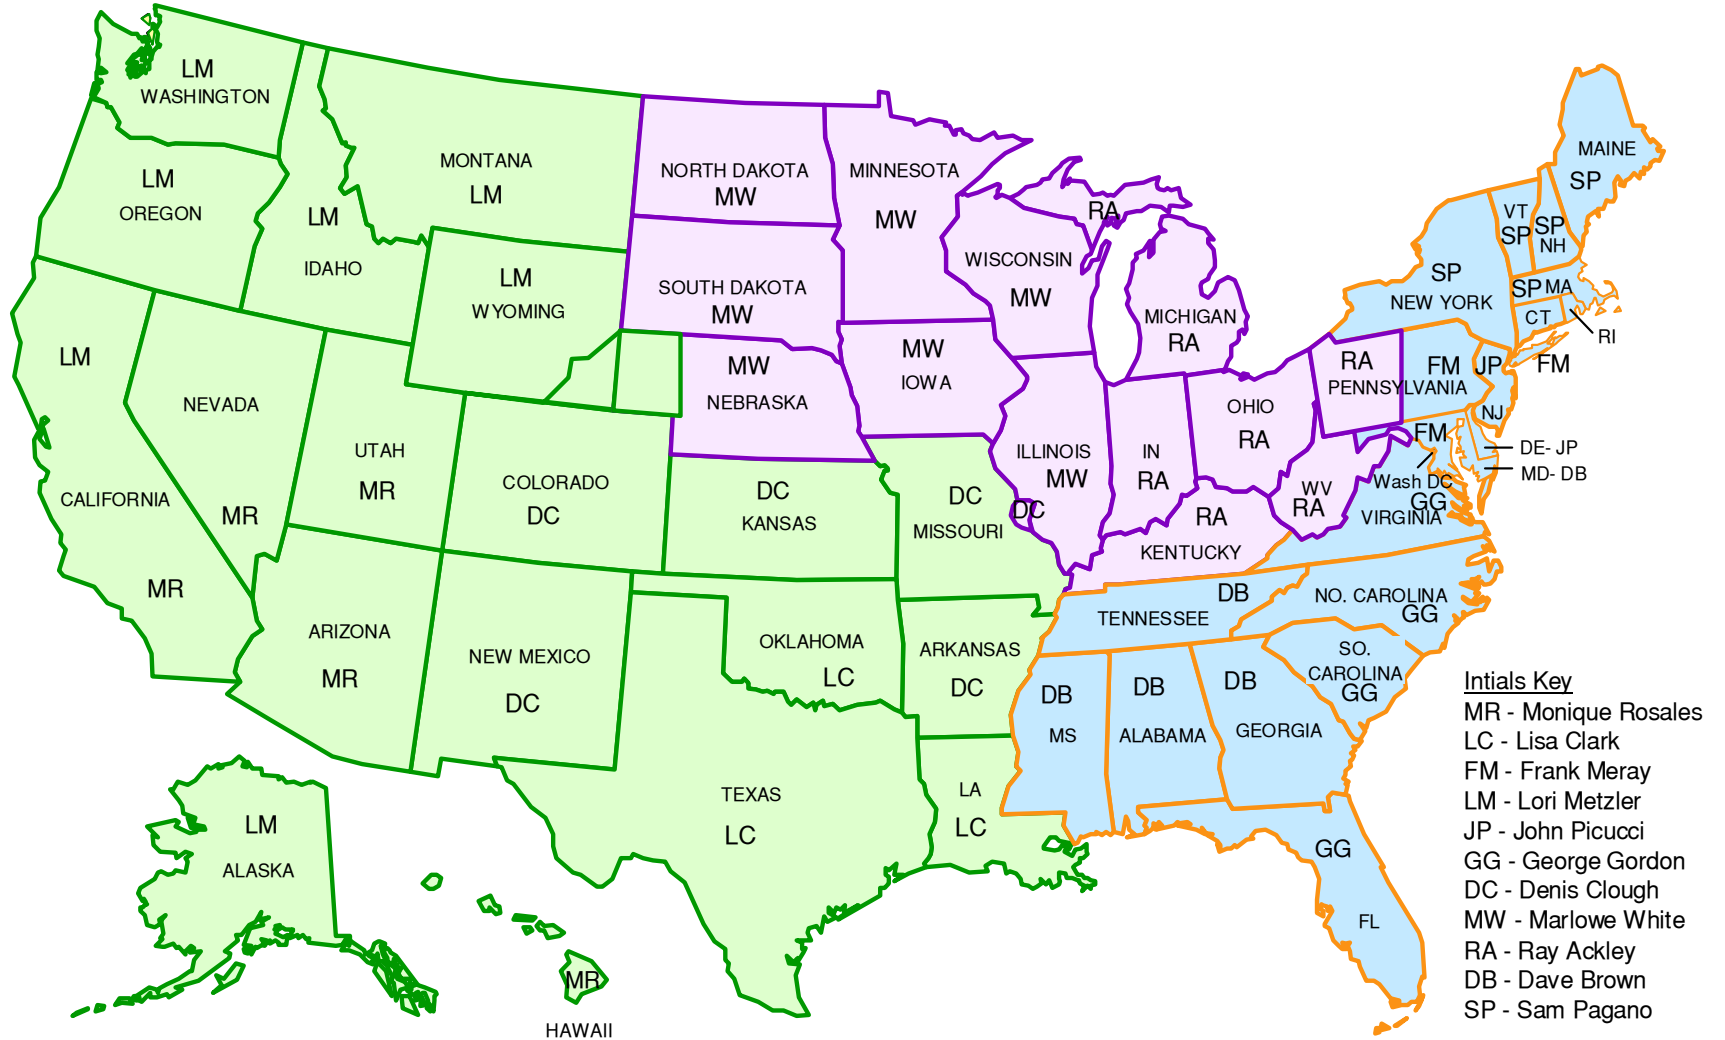 LM
WASHINGTON
LM
OREGON
LM
IDAHO
MONTANA
LM
LM
WYOMING
LM
CALIFORNIA
MR
NEVADA
MR
UTAH
MR
COLORADO
DC
ARIZONA
MR
NEW MEXICO
DC
DC
KANSAS
OKLAHOMA
LC
TEXAS
LC
DC
MISSOURI
DC
ARKANSAS
DC
LA
LC
LM
ALASKA
MR
HAWAII
NORTH DAKOTA
MW
SOUTH DAKOTA
MW
MW
NEBRASKA
MINNESOTA
MW
MW
IOWA
WISCONSIN
MW
ILLINOIS
MW
RA
MICHIGAN
RA
IN
RA
OHIO
RA
RA
KENTUCKY
WV
RA
RA
FM
PENNSYLVANIA
MAINE
SP
VT
SP
SP
NH
SP
NEW YORK
SP MA
CT
RI
FM
JP
NJ
FM
DE- JP
MD- DB
Wash DC
GG
VIRGINIA
DB
TENNESSEE
NO. CAROLINA
GG
SO.
CAROLINA
GG
DB
MS
DB
ALABAMA
DB
GEORGIA
GG
FL
Intials Key
MR - Monique Rosales
LC - Lisa Clark
FM - Frank Meray
LM - Lori Metzler
JP - John Picucci
GG - George Gordon
DC - Denis Clough
MW - Marlowe White
RA - Ray Ackley
DB - Dave Brown
SP - Sam Pagano